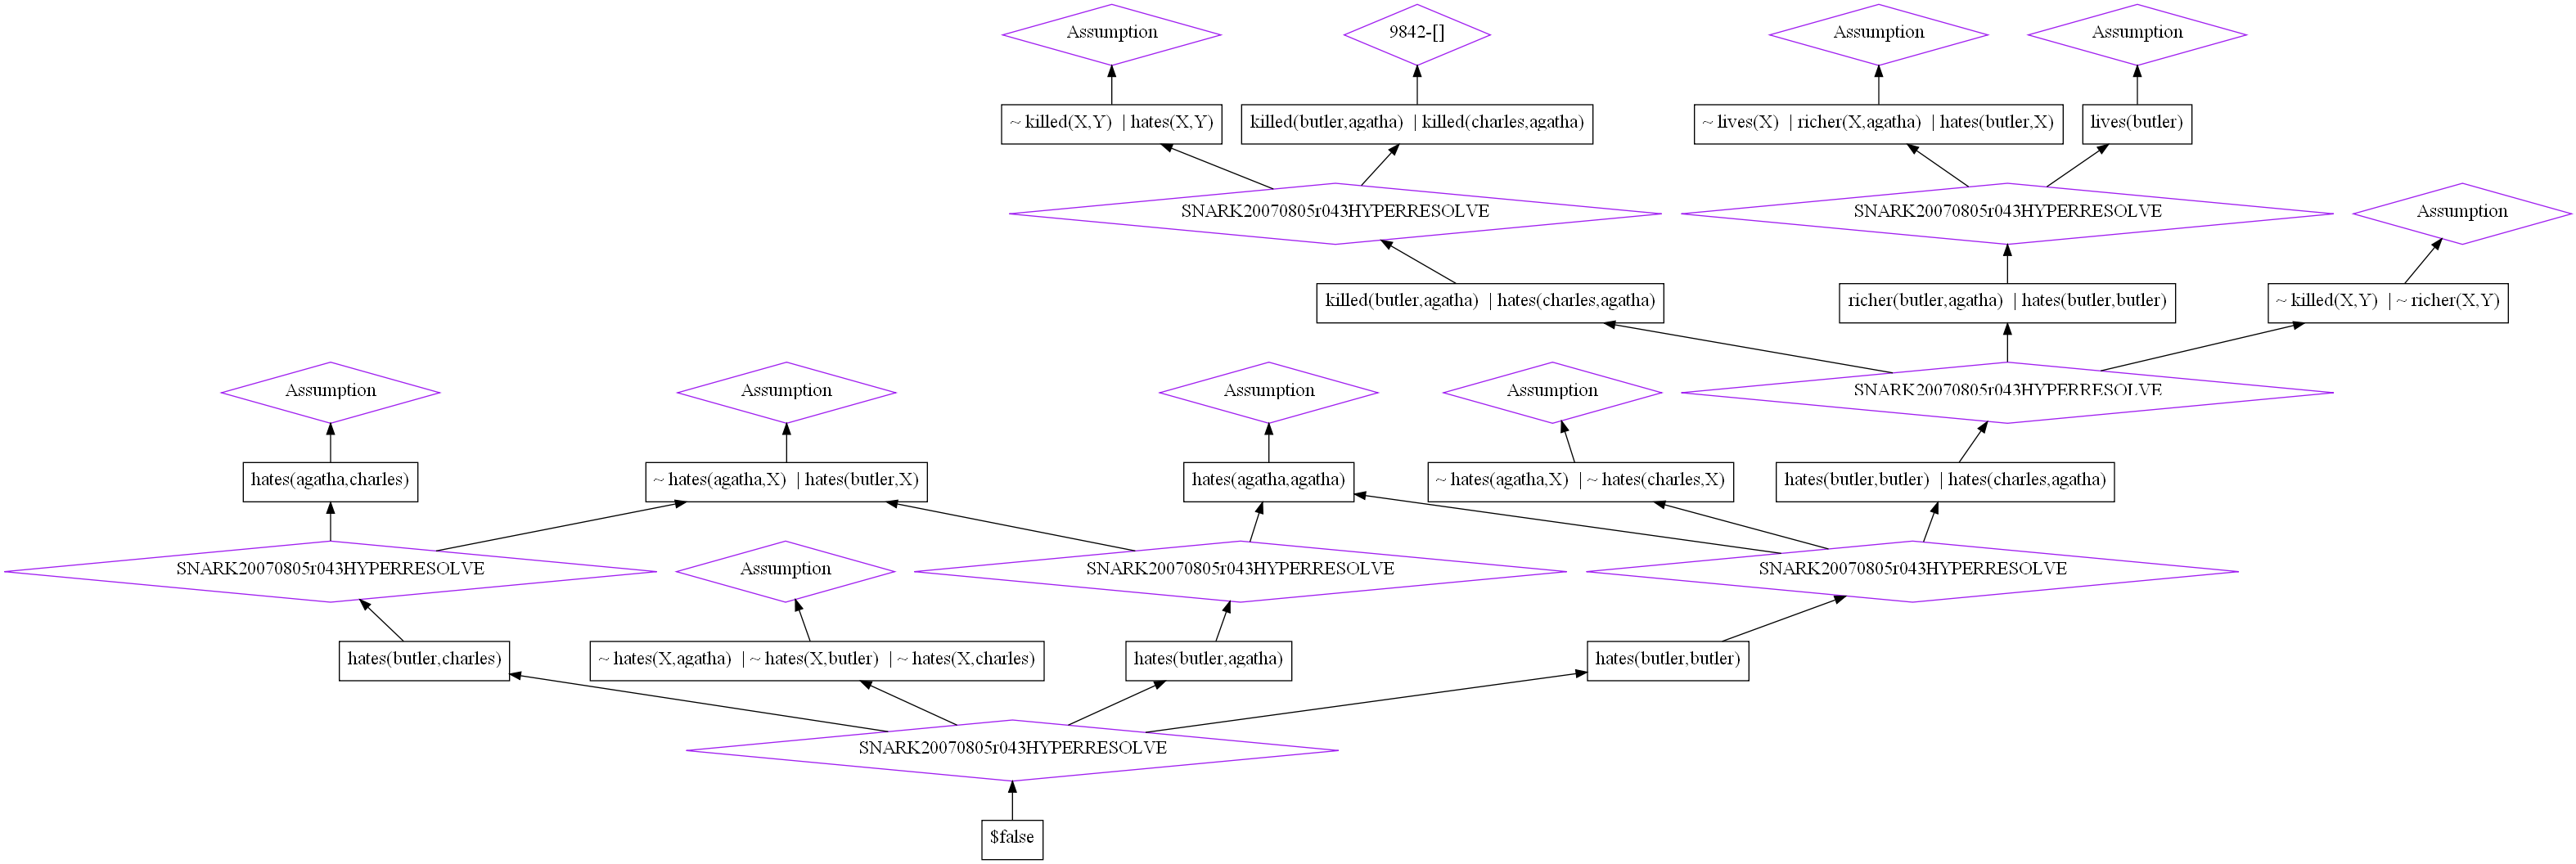 Assumption
9842-[]
Assumption
Assumption
~ killed(X,Y) | hates(X,Y)
killed(butler,agatha) | killed(charles,agatha)
~ lives(X) | richer(X,agatha) | hates(butler,X)
lives(butler)
SNARK20070805r043HYPERRESOLVE
SNARK20070805r043HYPERRESOLVE
Assumption
killed(butler,agatha) | hates(charles,agatha)
richer(butler,agatha) | hates(butler,butler)
~ killed(X,Y) | ~ richer(X,Y)
Assumption
Assumption
Assumption
Assumption
SNARK20070805r043HYPERRESOLVE
hates(agatha,charles)
~ hates(agatha,X) | hates(butler,X)
hates(agatha,agatha)
~ hates(agatha,X) | ~ hates(charles,X)
hates(butler,butler) | hates(charles,agatha)
SNARK20070805r043HYPERRESOLVE
Assumption
SNARK20070805r043HYPERRESOLVE
SNARK20070805r043HYPERRESOLVE
hates(butler,charles)
~ hates(X,agatha) | ~ hates(X,butler) | ~ hates(X,charles)
hates(butler,agatha)
hates(butler,butler)
SNARK20070805r043HYPERRESOLVE
$false